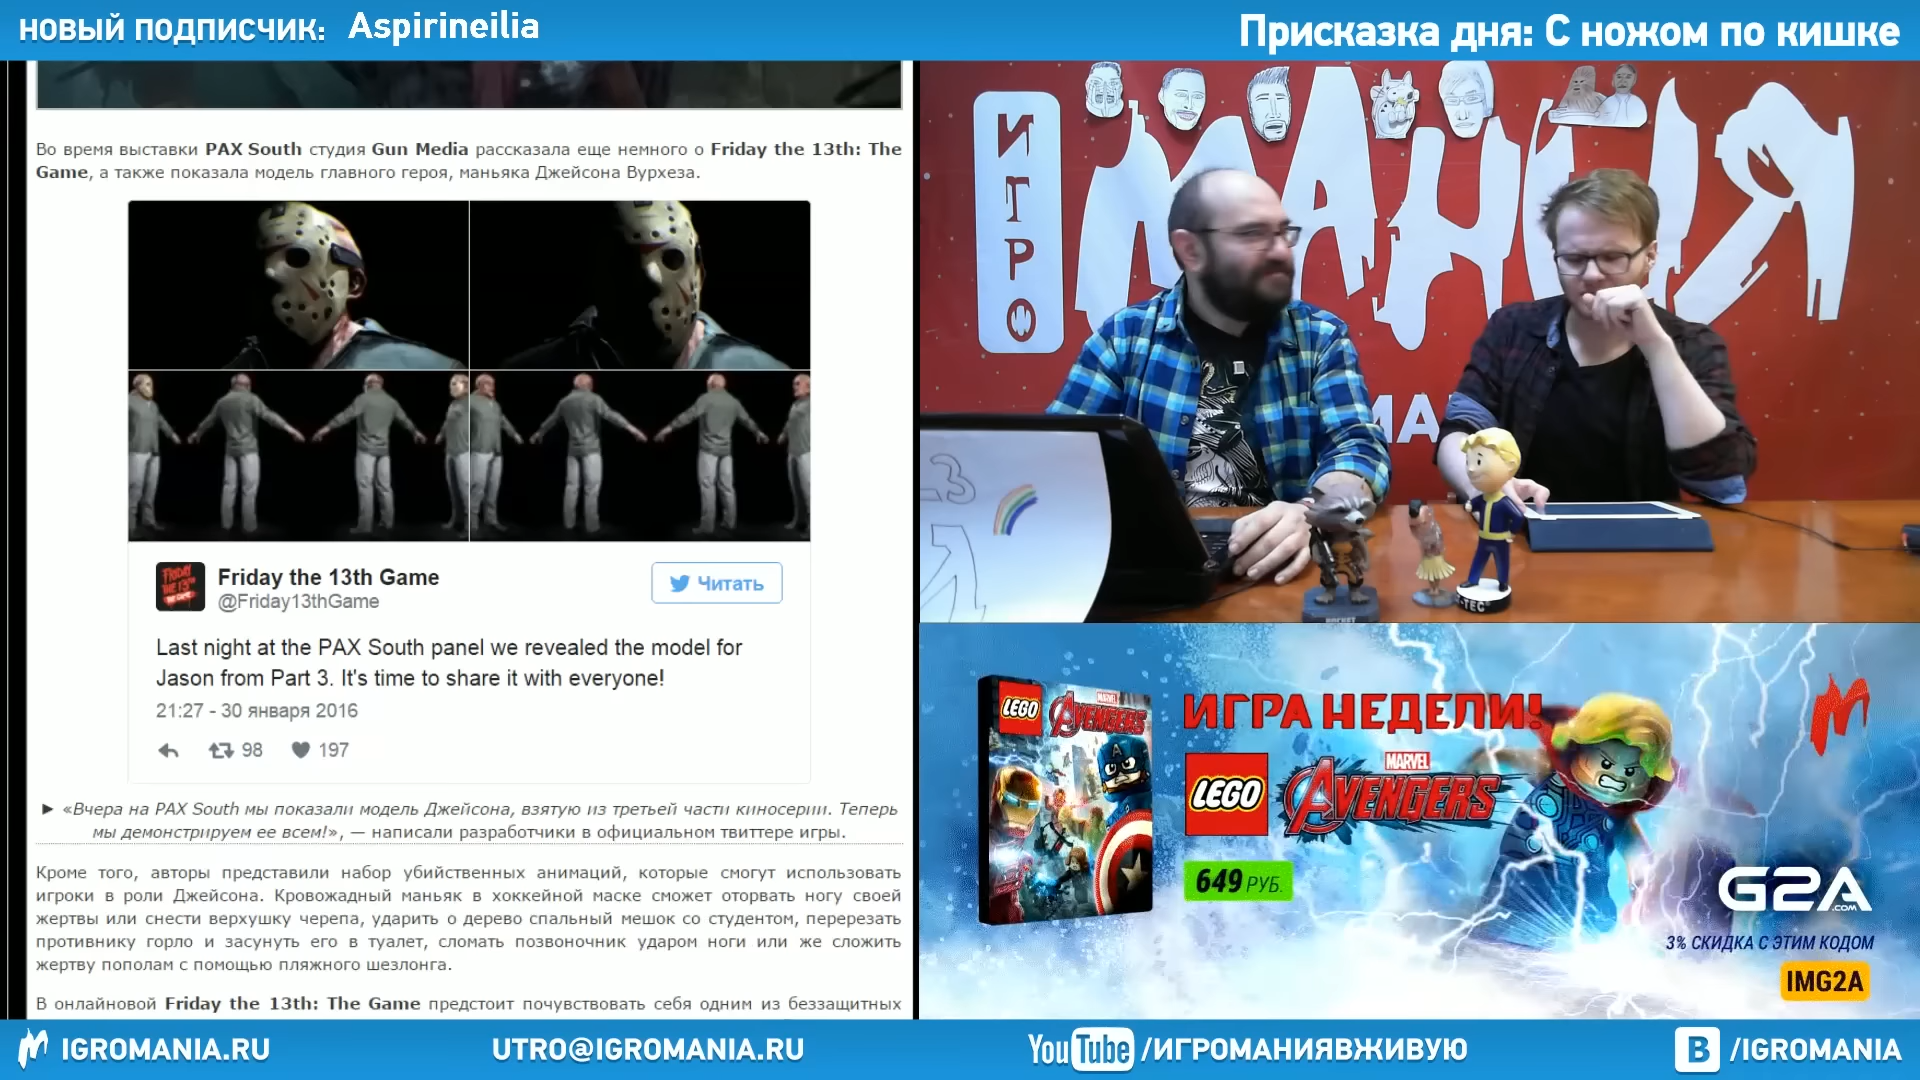 НОВЫЙ ПОДПИСЧИК: Aspirineilia
Присказка дня: С ножом по кишке
Во время выставки PAX South студия Gun Media рассказала еще немного о Friday the 13th: The
Game, а также показала модель главного героя, маньяка Джейсона Вурхеза.
Friday the 13th Game
@Friday13thGame
Читать
Last night at the PAX South panel we revealed the model for
Jason from Part 3. It's time to share it with everyone!
21:27 - 30 января 2016
98 197
► «Вчера на PAX South мы показали модель Джейсона, взятую из третьей части киносерии. Теперь
мы демонстрируем ее всем!», — написали разработчики в официальном твиттере игры.
Кроме того, авторы представили набор убийственных анимаций, которые смогут использовать
игроки в роли Джейсона. Кровожадный маньяк в хоккейной маске сможет оторвать ногу своей
жертвы или снести верхушку черепа, ударить о дерево спальный мешок со студентом, перерезать
противнику горло и засунуть его в туалет, сломать позвоночник ударом ноги или же сложить
жертву пополам с помощью пляжного шезлонга.
В онлайновой Friday the 13th: The Game предстоит почувствовать себя одним из беззащитных
ИГРО
МАНИЯ
МА
LEGO
MARVEL
AVENGERS
ИГРА НЕДЕЛИ!
LEGO
MARVEL
AVENGERS
649 РУБ.
G2A
.COM
3% СКИДКА С ЭТИМ КОДОМ
IMG2A
IGROMANIA.RU
UTRO@IGROMANIA.RU
YouTube /ИГРОМАНИЯВЖИВУЮ
B /IGROMANIA